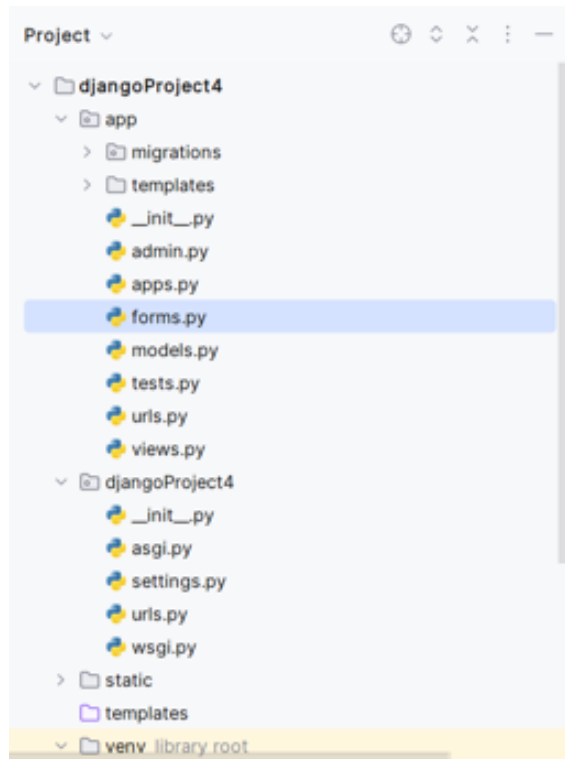 Project
djangoProject4
app
migrations
templates
__init__.py
admin.py
apps.py
forms.py
models.py
tests.py
urls.py
views.py
djangoProject4
__init__.py
asgi.py
settings.py
urls.py
wsgi.py
static
templates
venv library root